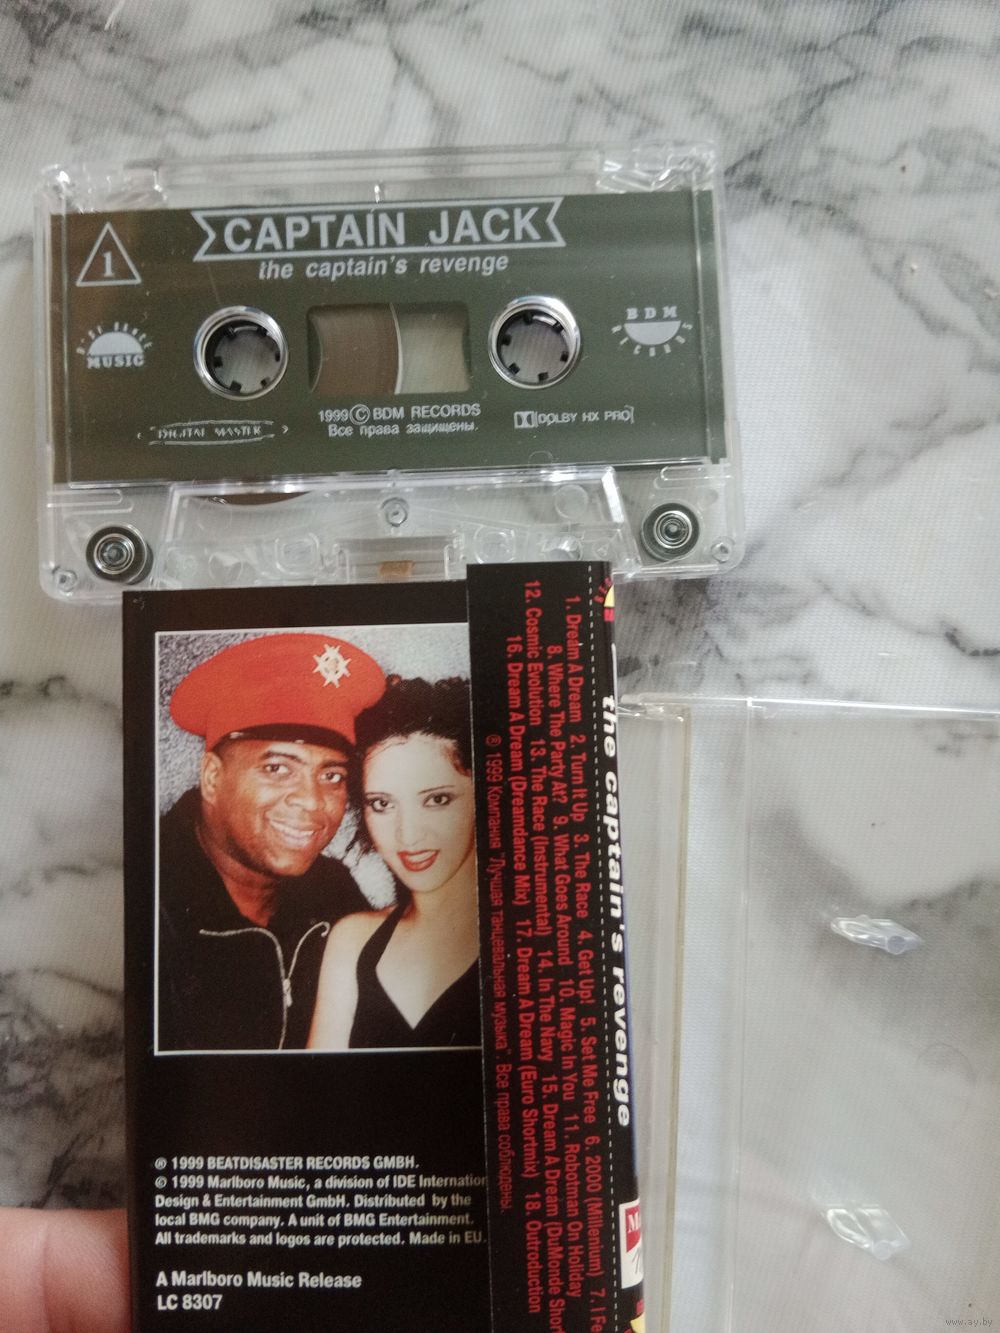 CAPTAIN JACK
the captain's revenge
1
MUSIC
BDM
RECORDS
DIGITAL MASTER
1999 © BDM RECORDS
Все права защищены.
DOLBY HX PRO
the captain's revenge
1. Dream A Dream 2. Turn It Up 3. The Race 4. Get Up! 5. Set Me Free 6. 2000 (Millenium) 7. I Fe
8. Where The Party At? 9. What Goes Around 10. Magic In You 11. Robotman On Holiday
12. Cosmic Evolution 13. The Race (Instrumental) 14. In The Navy 15. Dream A Dream (DuMonde Shor
16. Dream A Dream (Dreamdance Mix) 17. Dream A Dream (Euro Shortmix) 18. Outroduction
® 1999 Компания "Лучшая танцевальная музыка". Все права соблюдены.
℗ 1999 BEATDISASTER RECORDS GMBH.
© 1999 Marlboro Music, a division of IDE Internation
Design & Entertainment GmbH. Distributed by the
local BMG company. A unit of BMG Entertainment.
All trademarks and logos are protected. Made in EU.
A Marlboro Music Release
LC 8307
www.ay.by